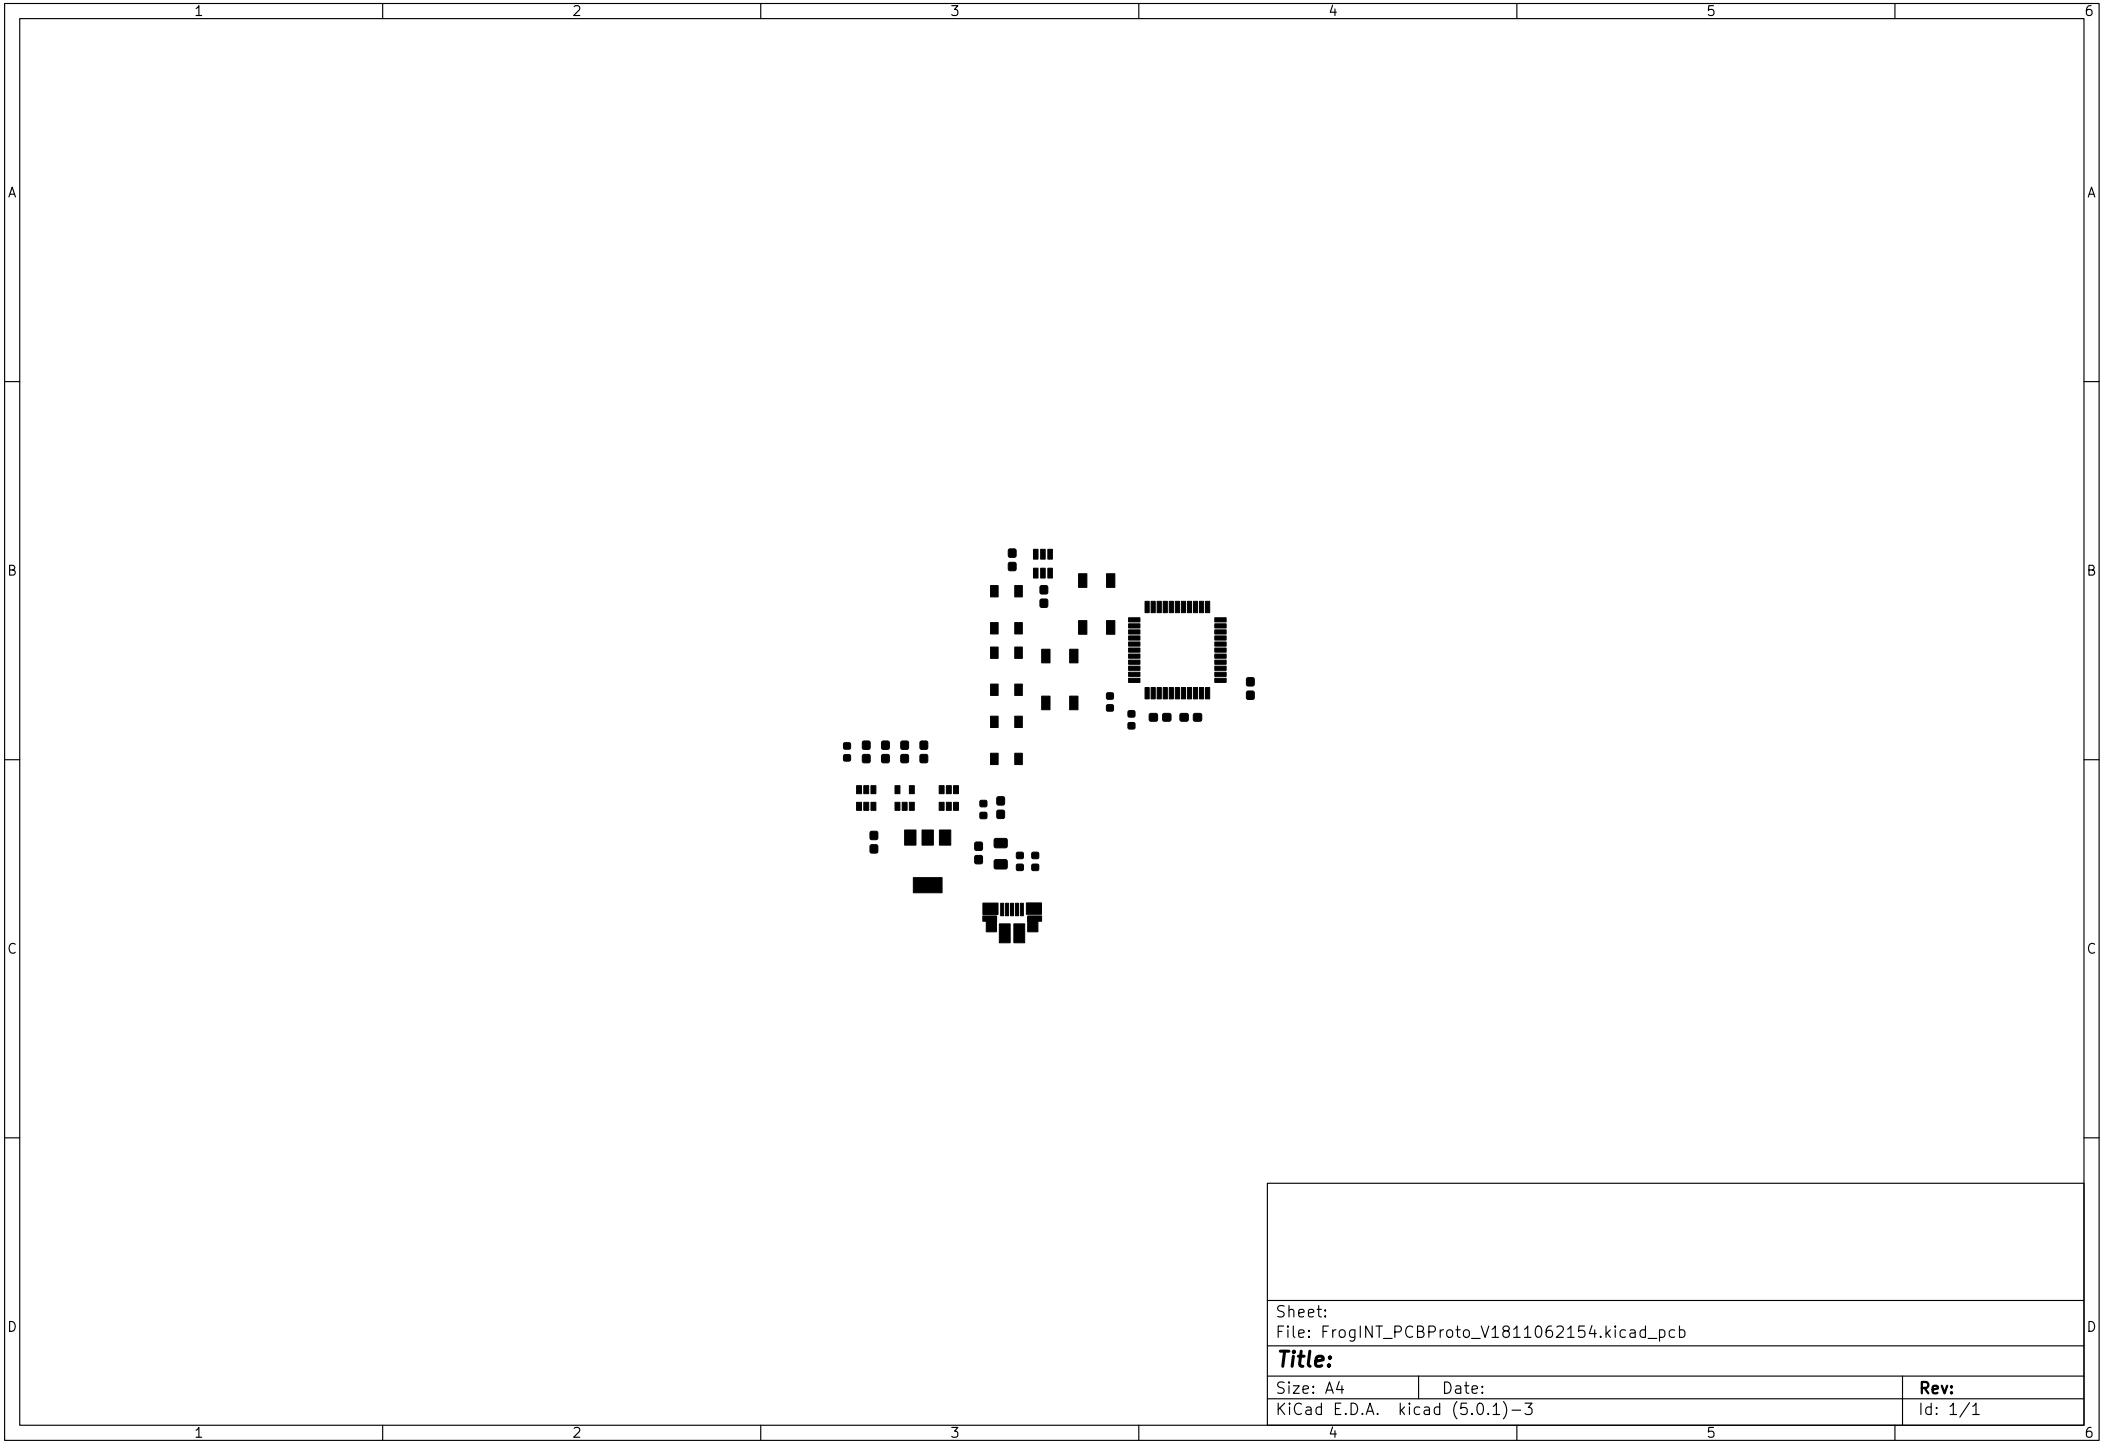 1 2 3 4 5 6
A A
B B
C C
Sheet:
File: FrogINT_PCBProto_V1811062154.kicad_pcb
D D
Title:
Size: A4 Date: Rev:
KiCad E.D.A. kicad (5.0.1)-3 Id: 1/1
1 2 3 4 5 6